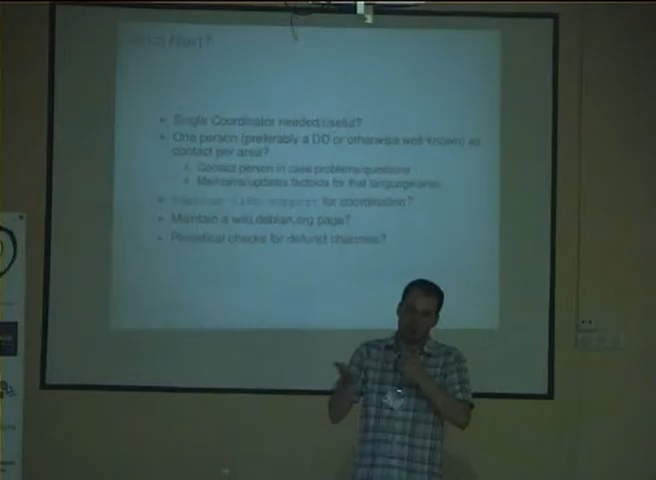 What Next?
Single Coordinator needed/useful?
One person (preferably a DD or otherwise well-known) as
contact per area?
Contact person in case problems/questions
Maintains/updates factoids for that language/area
for coordination?
Maintain a wiki.debian.org page?
Periodical checks for defunct channels?